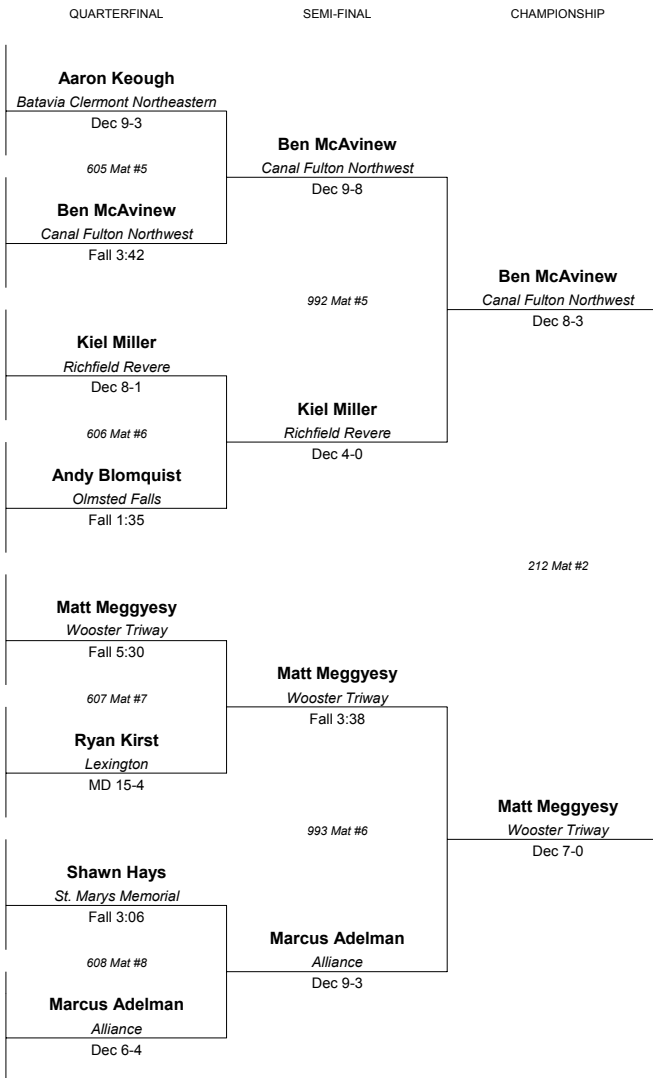 QUARTERFINAL SEMI-FINAL CHAMPIONSHIP
Aaron Keough
Batavia Clermont Northeastern
Dec 9-3
605 Mat #5
Ben McAvinew
Canal Fulton Northwest
Fall 3:42
Kiel Miller
Richfield Revere
Dec 8-1
606 Mat #6
Andy Blomquist
Olmsted Falls
Fall 1:35
Matt Meggyesy
Wooster Triway
Fall 5:30
607 Mat #7
Ryan Kirst
Lexington
MD 15-4
Shawn Hays
St. Marys Memorial
Fall 3:06
608 Mat #8
Marcus Adelman
Alliance
Dec 6-4
Ben McAvinew
Canal Fulton Northwest
Dec 9-8
992 Mat #5
Kiel Miller
Richfield Revere
Dec 4-0
Matt Meggyesy
Wooster Triway
Fall 3:38
993 Mat #6
Marcus Adelman
Alliance
Dec 9-3
Ben McAvinew
Canal Fulton Northwest
Dec 8-3
212 Mat #2
Matt Meggyesy
Wooster Triway
Dec 7-0